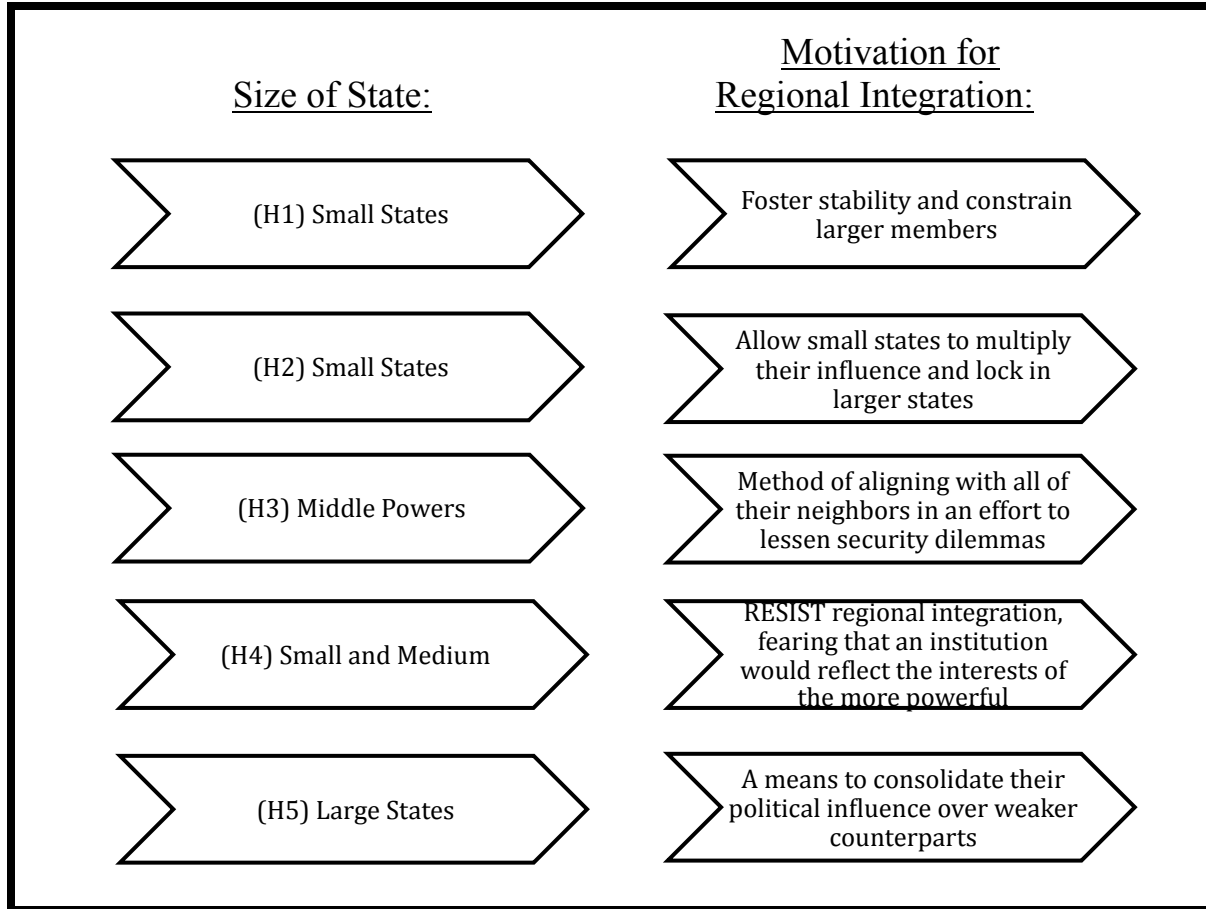 Size of State:
Motivation for
Regional Integration:
(H1) Small States
Foster stability and constrain
larger members
(H2) Small States
Allow small states to multiply
their influence and lock in
larger states
(H3) Middle Powers
Method of aligning with all of
their neighbors in an effort to
lessen security dilemmas
(H4) Small and Medium
RESIST regional integration,
fearing that an institution
would reflect the interests of
the more powerful
(H5) Large States
A means to consolidate their
political influence over weaker
counterparts